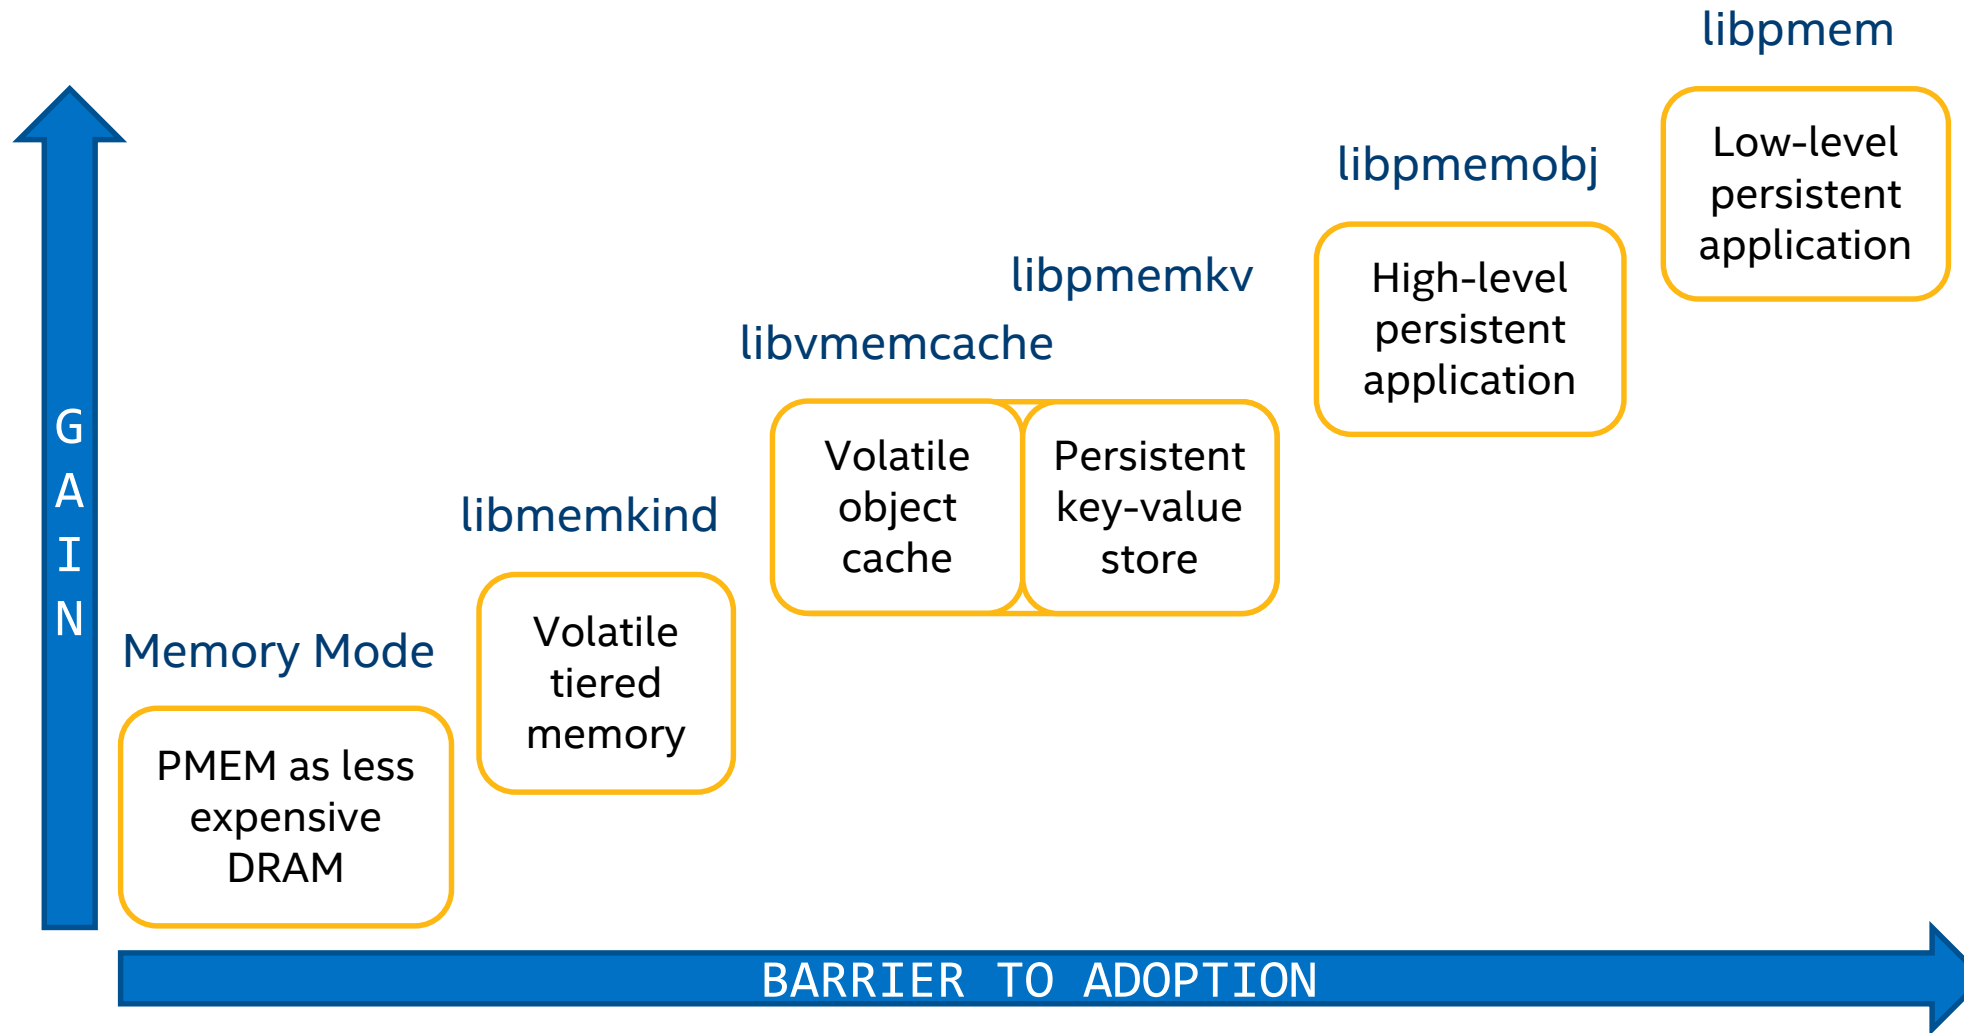 libpmem
Low-level
persistent
application
libpmemobj
High-level
persistent
application
libpmemkv
Persistent
key-value
store
libvmemcache
Volatile
object
cache
libmemkind
Volatile
tiered
memory
Memory Mode
PMEM as less
expensive
DRAM
GAIN
BARRIER TO ADOPTION